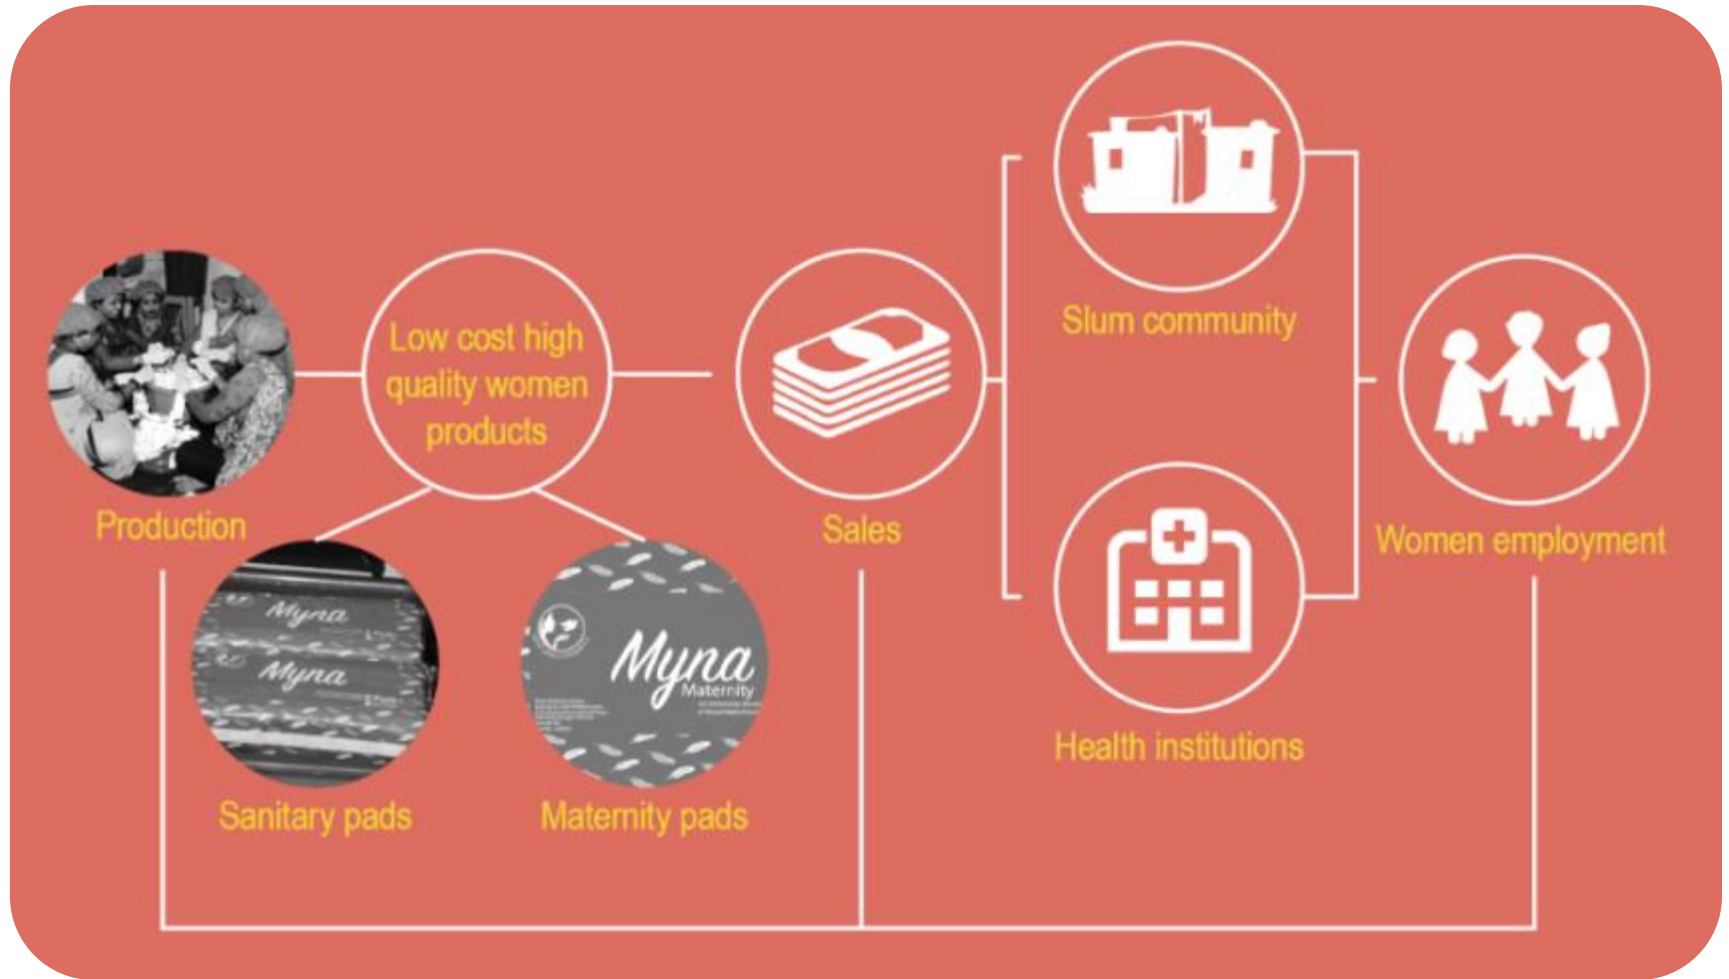 Low cost high
quality women
products
Production
Sales
Slum community
Women employment
Health institutions
Myna
Myna
Myna
Maternity
Sanitary pads
Maternity pads